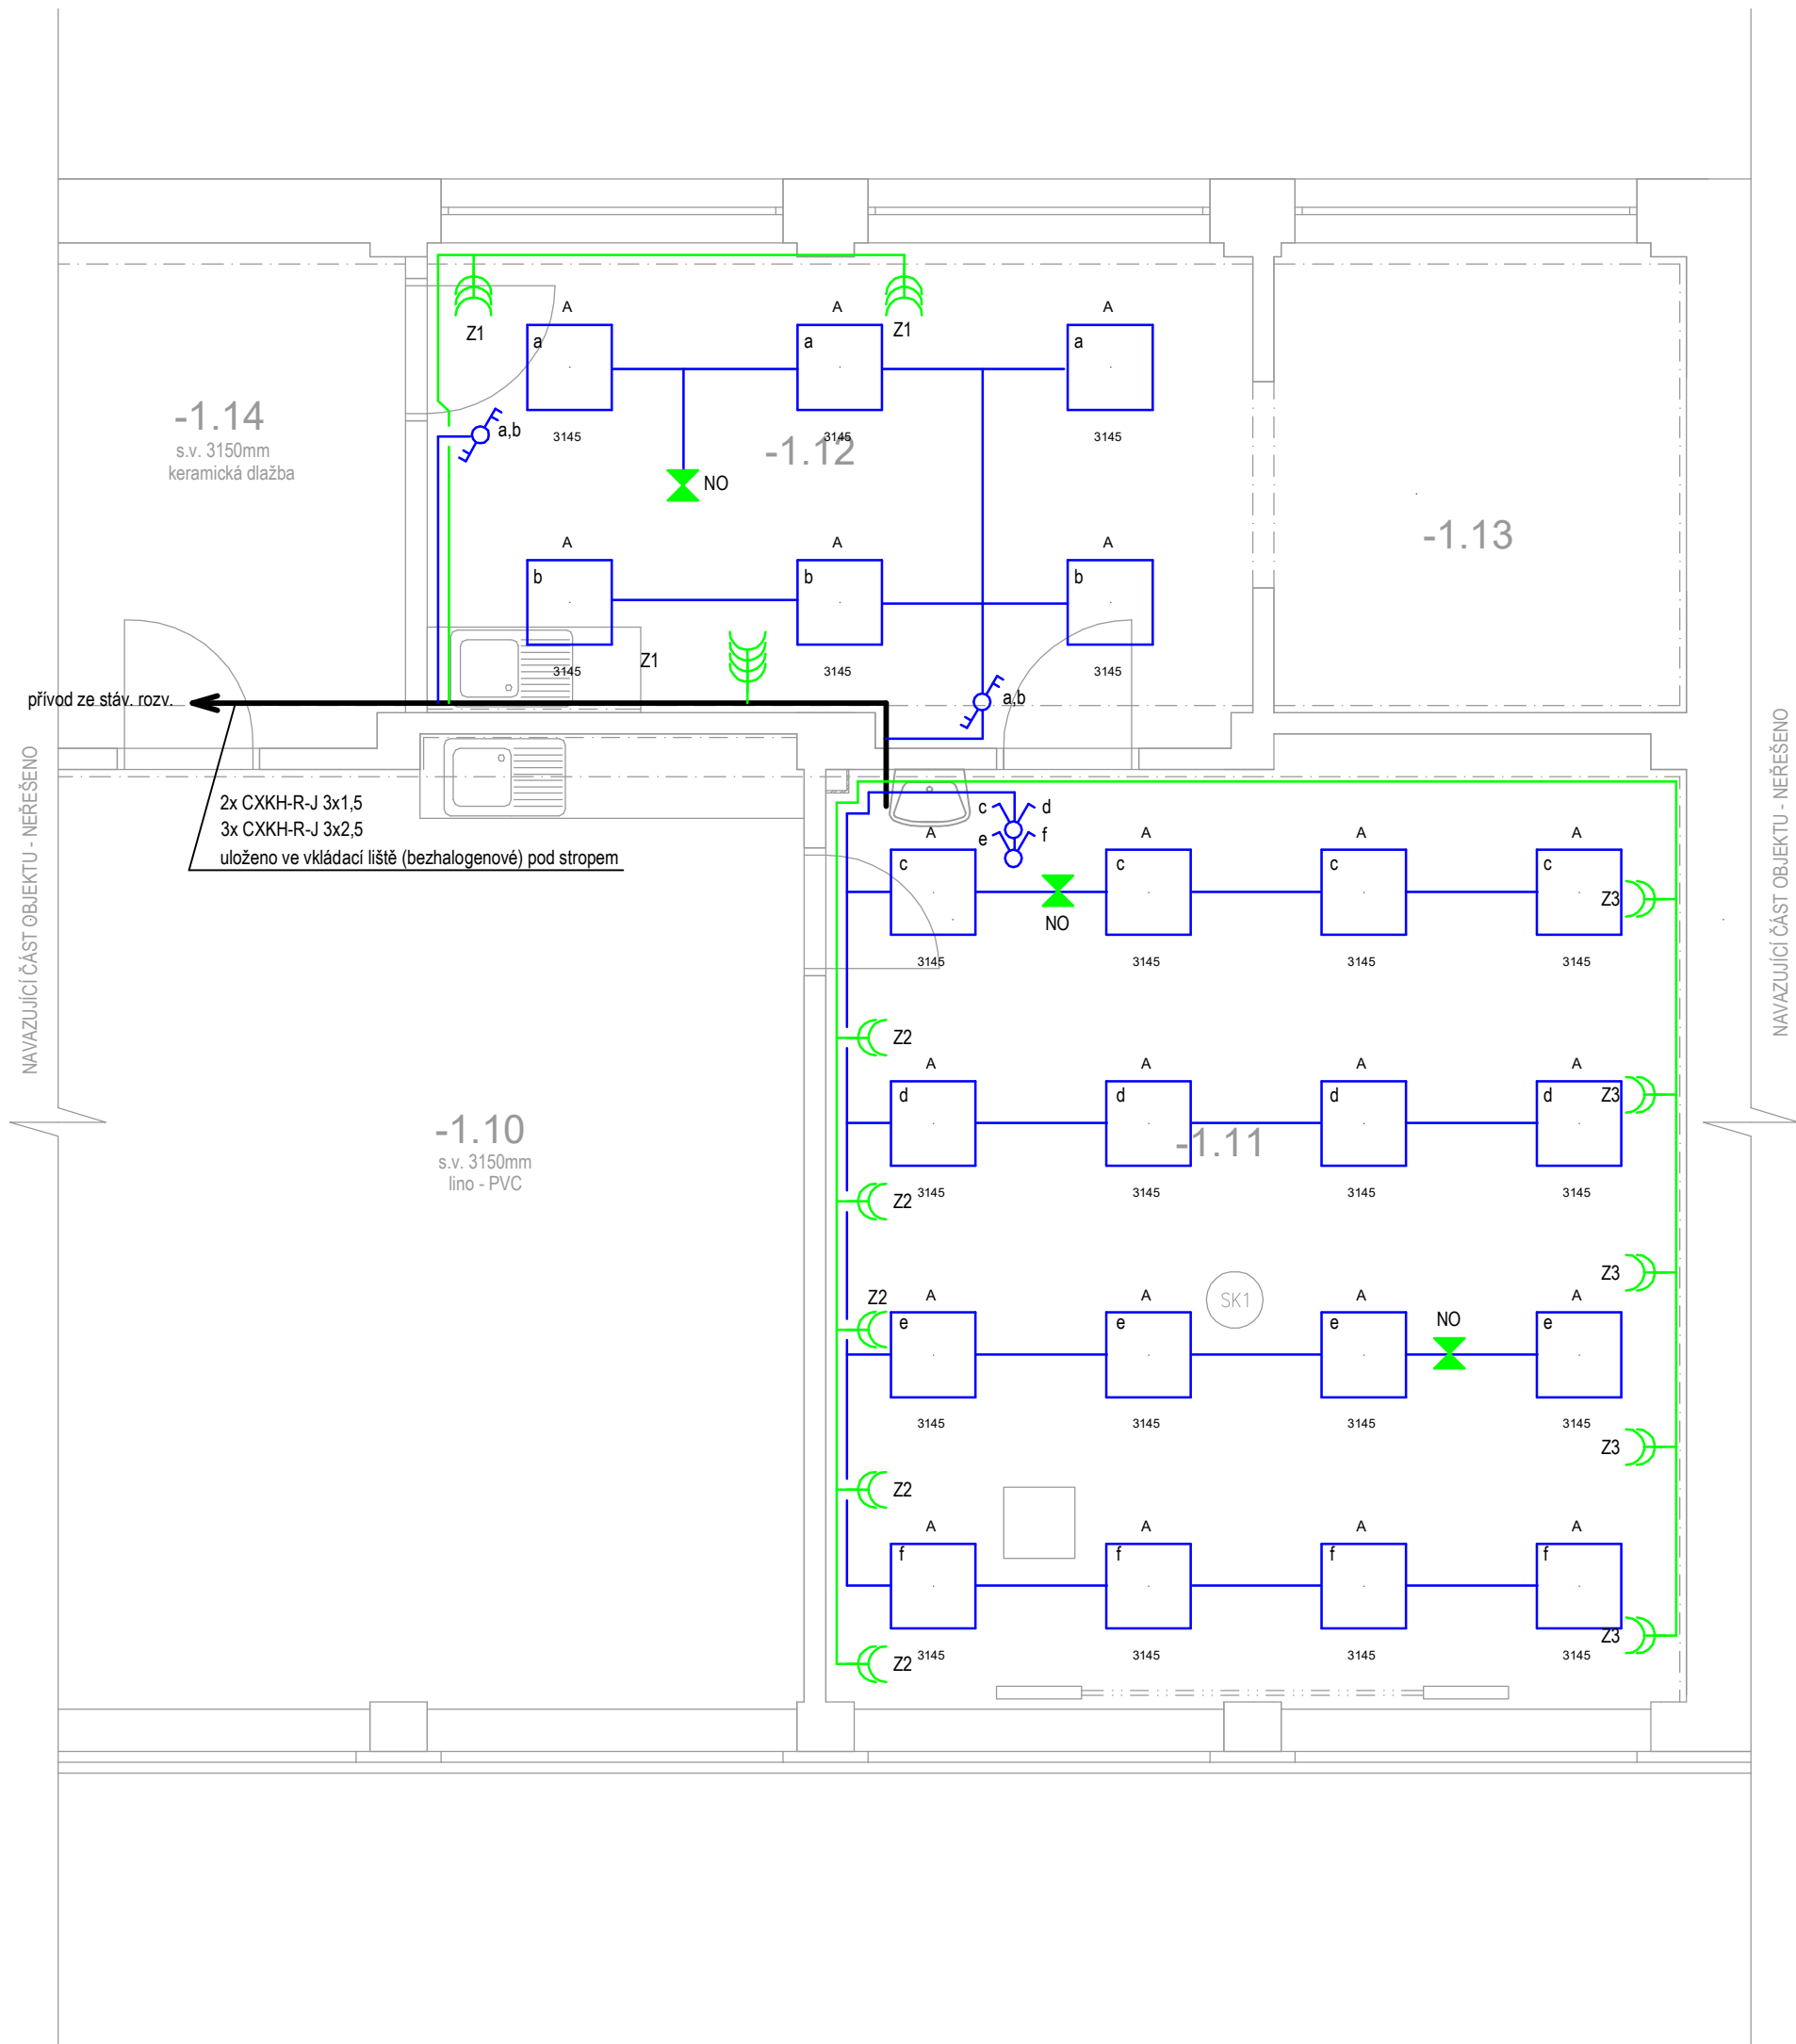 A
A
A
Z1
Z1
a
a
a
-1.14
s.v. 3150mm
keramická dlažba
a,b
3145
3145
3145
-1.12
NO
-1.13
A
A
A
b
b
b
Z1
3145
3145
3145
přívod ze stáv. rozv.
a,b
NAVAZUJÍCÍ ČÁST OBJEKTU - NEŘEŠENO
NAVAZUJÍCÍ ČÁST OBJEKTU - NEŘEŠENO
2x CXKH-R-J 3x1,5
3x CXKH-R-J 3x2,5
uloženo ve vkládací liště (bezhalogenové) pod stropem
c
d
e
f
A
A
A
A
c
c
c
c
Z3
NO
3145
3145
3145
3145
Z2
A
A
A
A
d
d
d
d
Z3
-1.10
s.v. 3150mm
lino - PVC
-1.11
Z2
3145
3145
3145
3145
Z3
Z2
A
A
SK1
A
A
e
e
e
NO
e
3145
3145
3145
3145
Z3
Z2
A
A
A
A
f
f
f
f
Z3
Z2
3145
3145
3145
3145